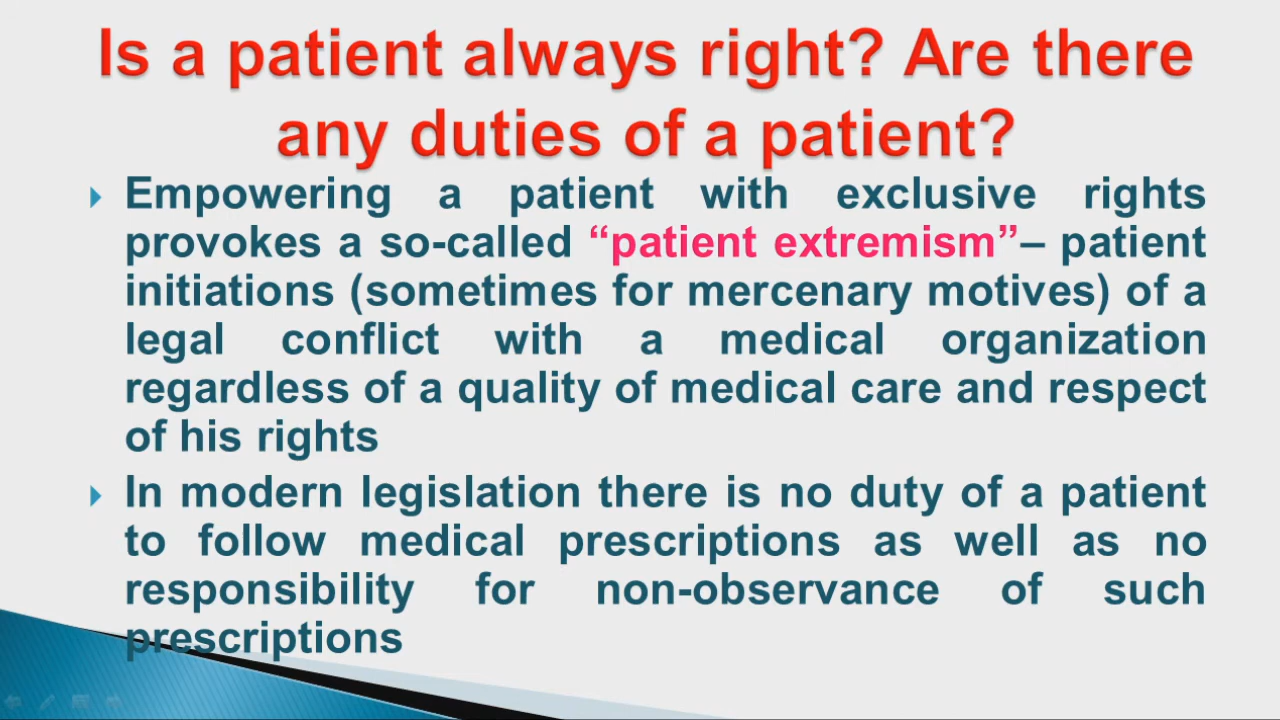 Is a patient always right? Are there
any duties of a patient?
Empowering a patient with exclusive rights
provokes a so-called “patient extremism”– patient
initiations (sometimes for mercenary motives) of a
legal conflict with a medical organization
regardless of a quality of medical care and respect
of his rights
In modern legislation there is no duty of a patient
to follow medical prescriptions as well as no
responsibility for non-observance of such
prescriptions